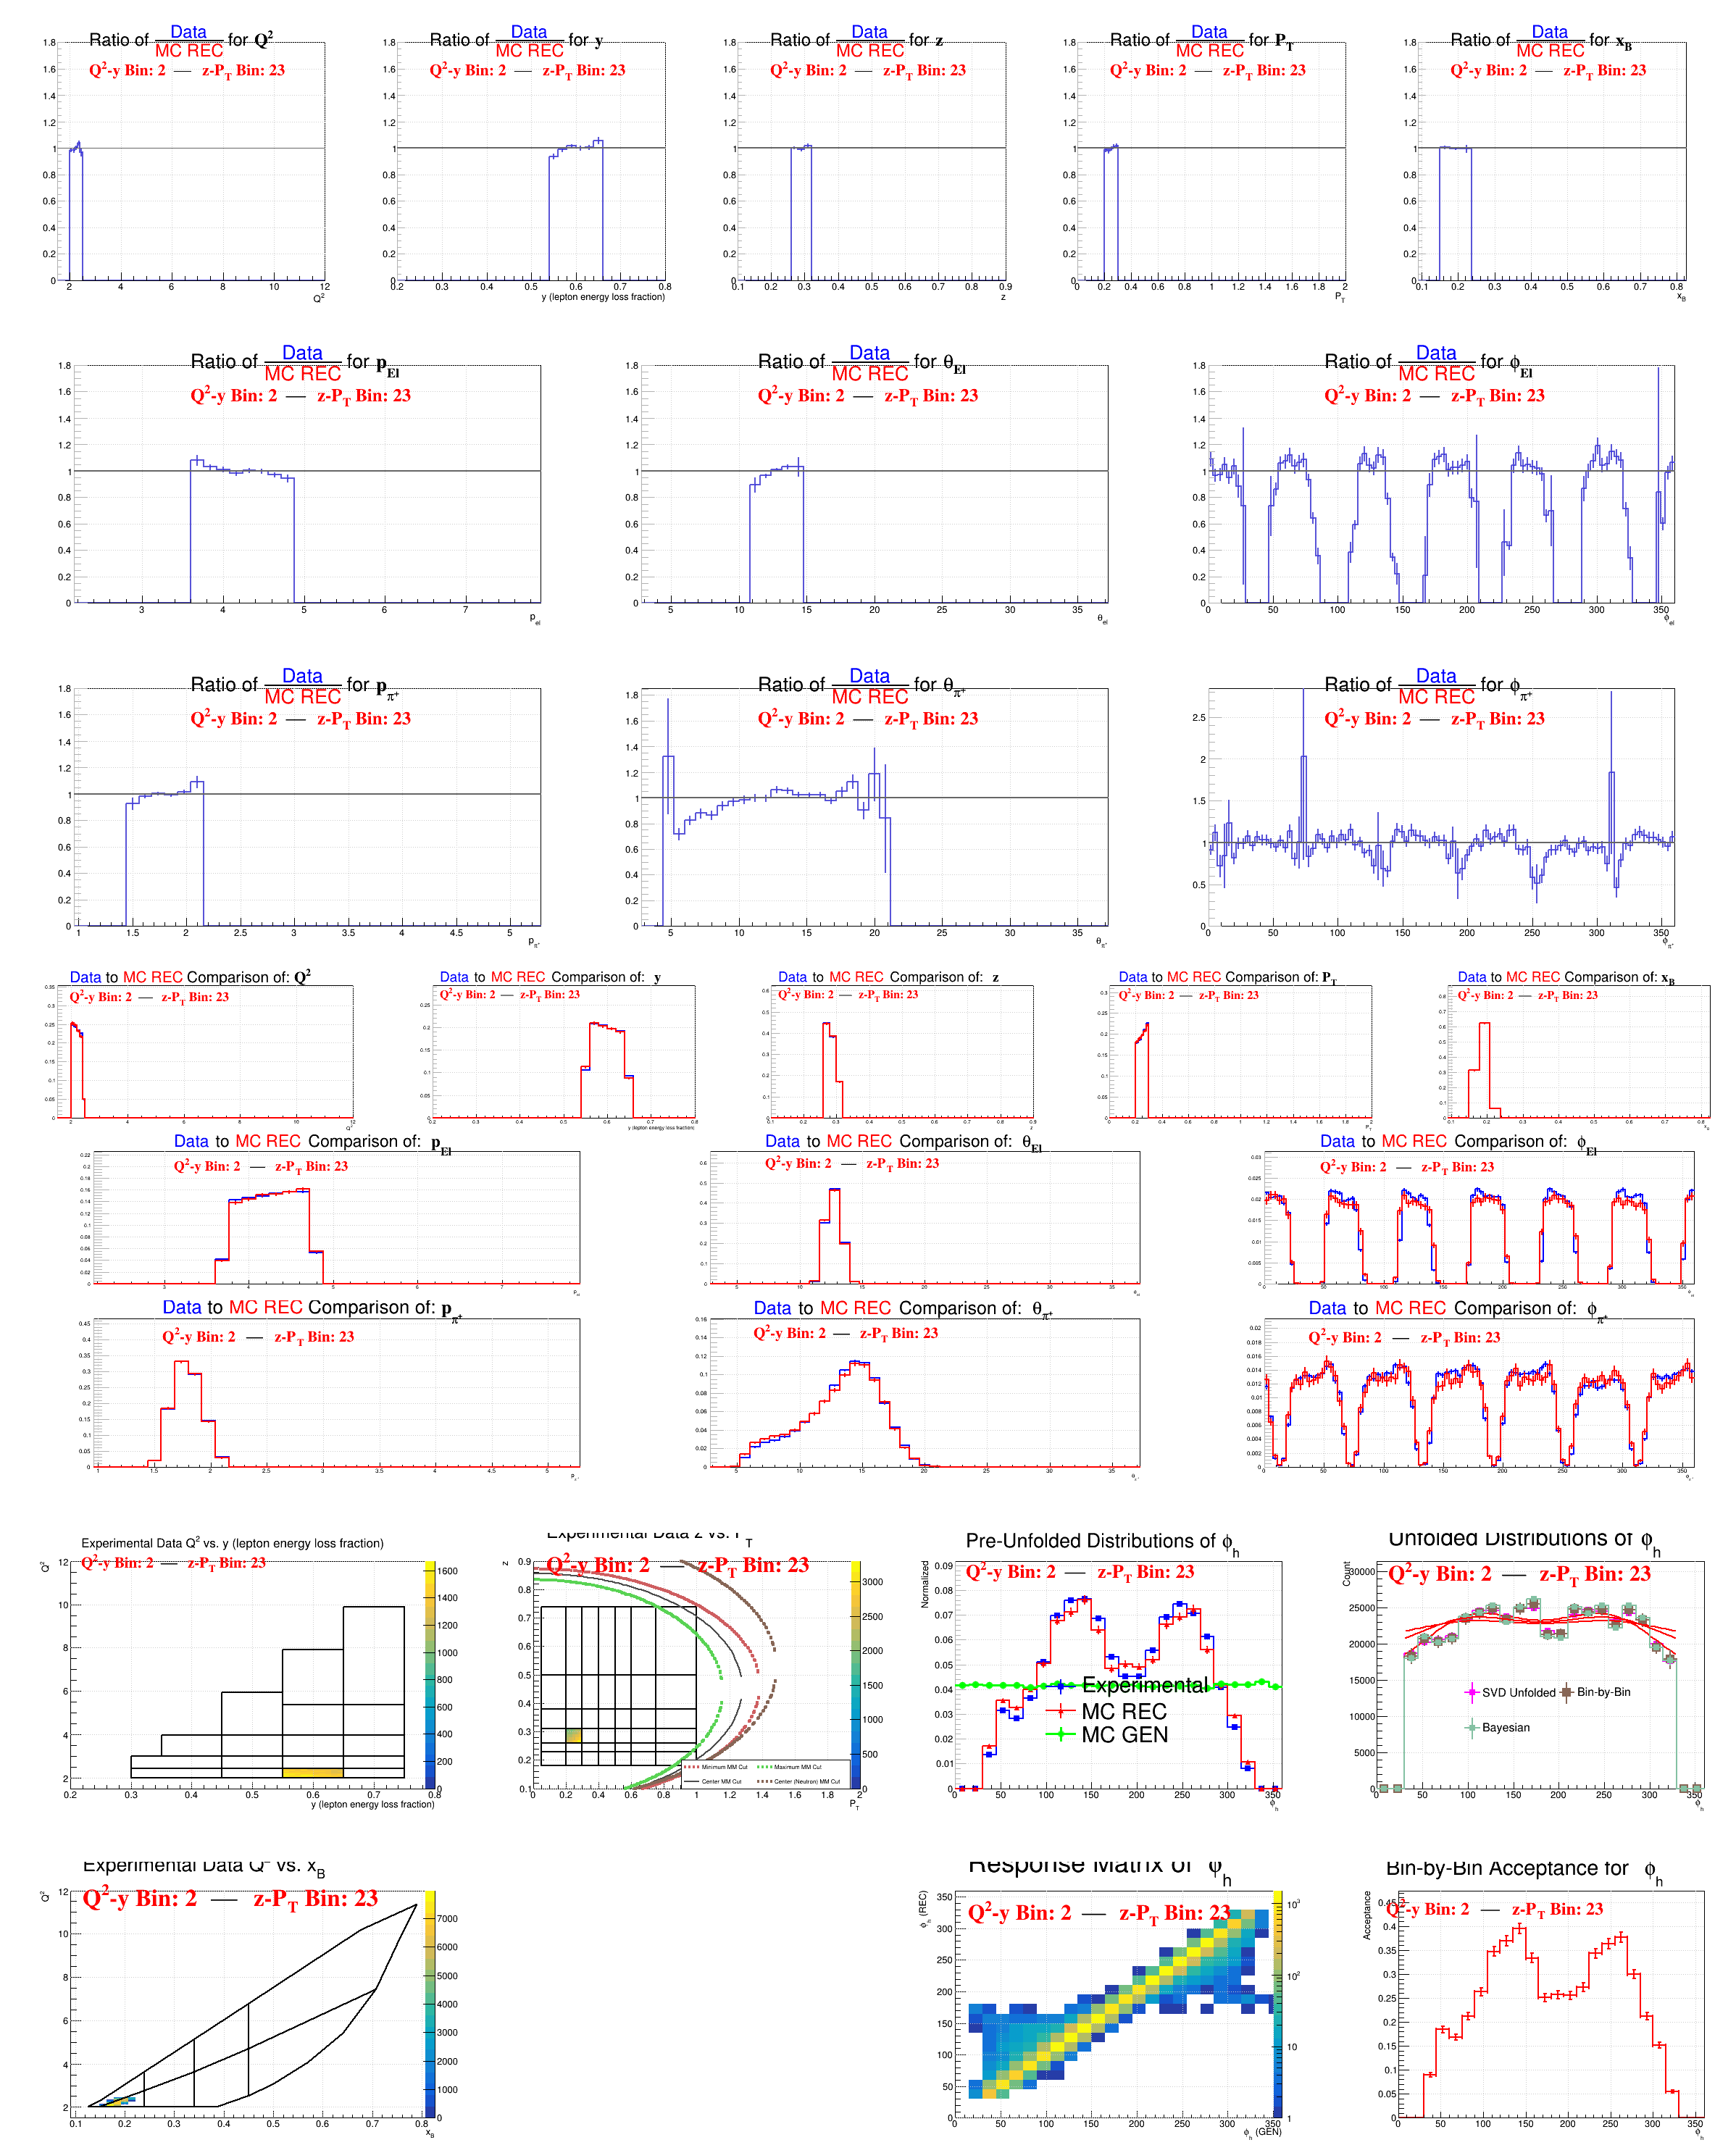 Ratio of Data / MC REC for Q²
Q²-y Bin: 2 — z-P_T Bin: 23
Q²
Ratio of Data / MC REC for y
Q²-y Bin: 2 — z-P_T Bin: 23
y (lepton energy loss fraction)
Ratio of Data / MC REC for z
Q²-y Bin: 2 — z-P_T Bin: 23
z
Ratio of Data / MC REC for P_T
Q²-y Bin: 2 — z-P_T Bin: 23
P_T
Ratio of Data / MC REC for x_B
Q²-y Bin: 2 — z-P_T Bin: 23
x_B
Ratio of Data / MC REC for p_El
Q²-y Bin: 2 — z-P_T Bin: 23
p_el
Ratio of Data / MC REC for θ_El
Q²-y Bin: 2 — z-P_T Bin: 23
θ_el
Ratio of Data / MC REC for ϕ_El
Q²-y Bin: 2 — z-P_T Bin: 23
ϕ_el
Ratio of Data / MC REC for p_π⁺
Q²-y Bin: 2 — z-P_T Bin: 23
p_π⁺
Ratio of Data / MC REC for θ_π⁺
Q²-y Bin: 2 — z-P_T Bin: 23
θ_π⁺
Ratio of Data / MC REC for ϕ_π⁺
Q²-y Bin: 2 — z-P_T Bin: 23
ϕ_π⁺
Data to MC REC Comparison of: Q²
Q²-y Bin: 2 — z-P_T Bin: 23
Data to MC REC Comparison of: y
Q²-y Bin: 2 — z-P_T Bin: 23
y (lepton energy loss fraction)
Data to MC REC Comparison of: z
Q²-y Bin: 2 — z-P_T Bin: 23
Data to MC REC Comparison of: P_T
Q²-y Bin: 2 — z-P_T Bin: 23
Data to MC REC Comparison of: x_B
Q²-y Bin: 2 — z-P_T Bin: 23
Data to MC REC Comparison of: p_El
Q²-y Bin: 2 — z-P_T Bin: 23
Data to MC REC Comparison of: θ_El
Q²-y Bin: 2 — z-P_T Bin: 23
Data to MC REC Comparison of: ϕ_El
Q²-y Bin: 2 — z-P_T Bin: 23
Data to MC REC Comparison of: p_π⁺
Q²-y Bin: 2 — z-P_T Bin: 23
Data to MC REC Comparison of: θ_π⁺
Q²-y Bin: 2 — z-P_T Bin: 23
Data to MC REC Comparison of: ϕ_π⁺
Q²-y Bin: 2 — z-P_T Bin: 23
Experimental Data Q² vs. y (lepton energy loss fraction)
Q²-y Bin: 2 — z-P_T Bin: 23
Q²
y (lepton energy loss fraction)
Experimental Data z vs. P_T
Q²-y Bin: 2 — z-P_T Bin: 23
z
Minimum MM Cut
Maximum MM Cut
Center MM Cut
Center (Neutron) MM Cut
P_T
Pre-Unfolded Distributions of ϕ_h
Q²-y Bin: 2 — z-P_T Bin: 23
Normalized
Experimental
MC REC
MC GEN
ϕ_h
Unfolded Distributions of ϕ_h
Q²-y Bin: 2 — z-P_T Bin: 23
Count
SVD Unfolded
Bin-by-Bin
Bayesian
ϕ_h
Experimental Data Q² vs. x_B
Q²-y Bin: 2 — z-P_T Bin: 23
Q²
x_B
Response Matrix of ϕ_h
Q²-y Bin: 2 — z-P_T Bin: 23
ϕ_h (REC)
ϕ_h (GEN)
Bin-by-Bin Acceptance for ϕ_h
Q²-y Bin: 2 — z-P_T Bin: 23
Acceptance
ϕ_h